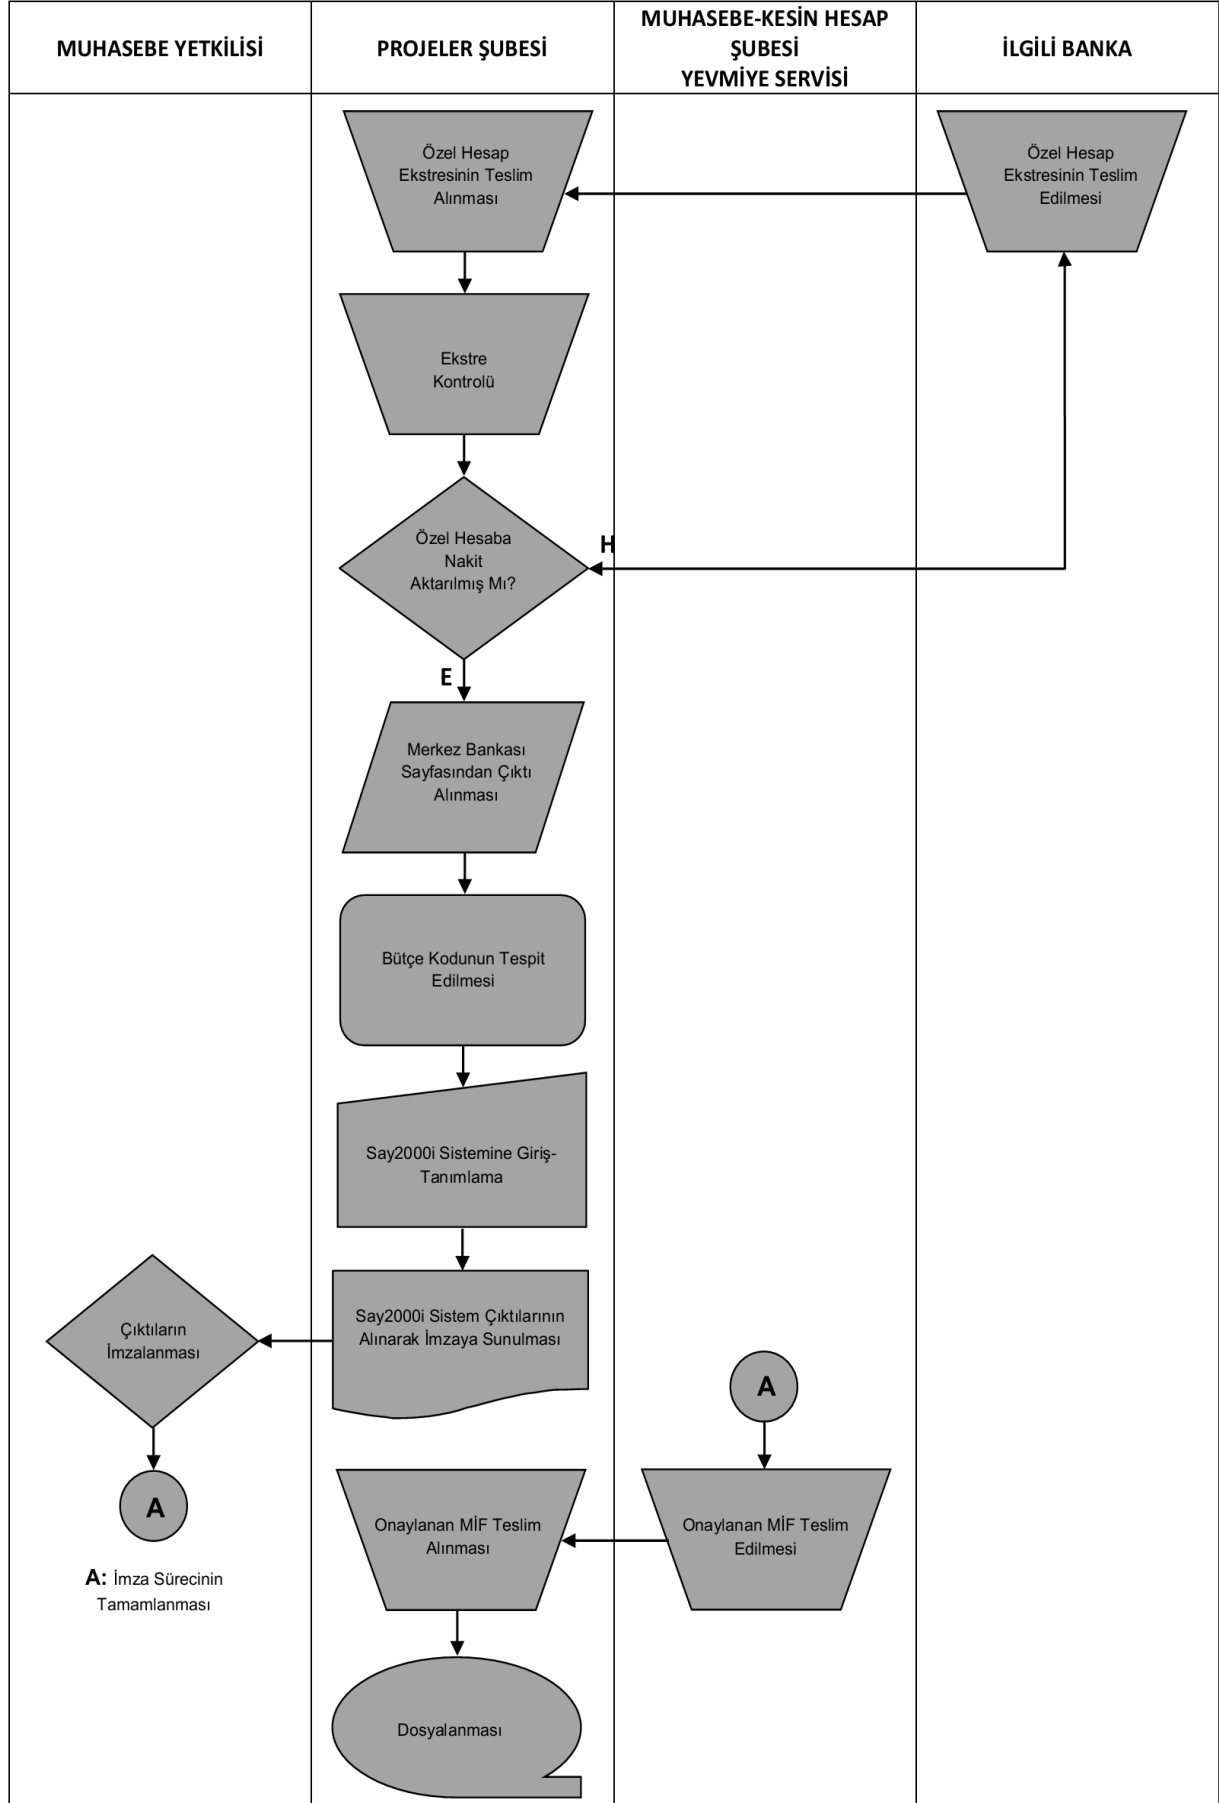 MUHASEBE YETKİLİSİ
PROJELER ŞUBESİ
MUHASEBE-KESİN HESAP
ŞUBESİ
YEVMİYE SERVİSİ
İLGİLİ BANKA
Özel Hesap
Ekstresinin Teslim
Alınması
Özel Hesap
Ekstresinin Teslim
Edilmesi
Ekstre
Kontrolü
Özel Hesaba
Nakit
Aktarılmış Mı?
H
E
Merkez Bankası
Sayfasından Çıktı
Alınması
Bütçe Kodunun Tespit
Edilmesi
Say2000i Sistemine Giriş-
Tanımlama
Say2000i Sistem Çıktılarının
Alınarak İmzaya Sunulması
Çıktıların
İmzalanması
A
A
A: İmza Sürecinin
Tamamlanması
Onaylanan MİF Teslim
Alınması
Onaylanan MİF Teslim
Edilmesi
Dosyalanması